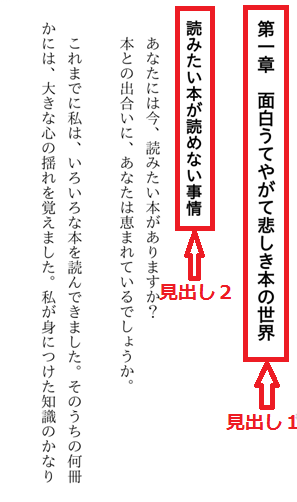 第一章　面白うてやがて悲しき本の世界
見出し１
読みたい本が読めない事情
見出し２
あなたには今、読みたい本がありますか？
本との出合いに、あなたは恵まれているでしょうか。
これまでに私は、いろいろな本を読んできました。そのうちの何冊
かには、大きな心の揺れを覚えました。私が身につけた知識のかなり